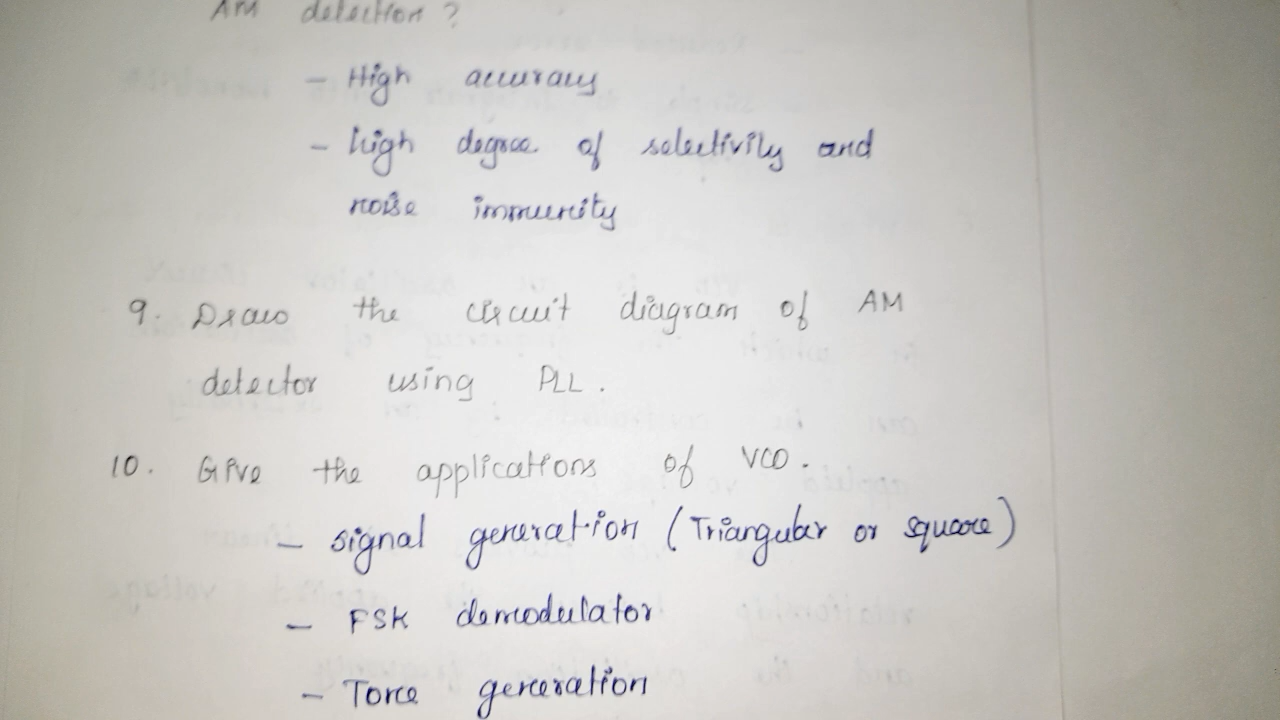 AM detection?
- High accuracy
- high degree of selectivity and
noise immunity
9. Draw the circuit diagram of AM
detector using PLL.
10. Give the applications of VCO.
- signal generation (Triangular or square)
- FSK demodulator
- Tone generation